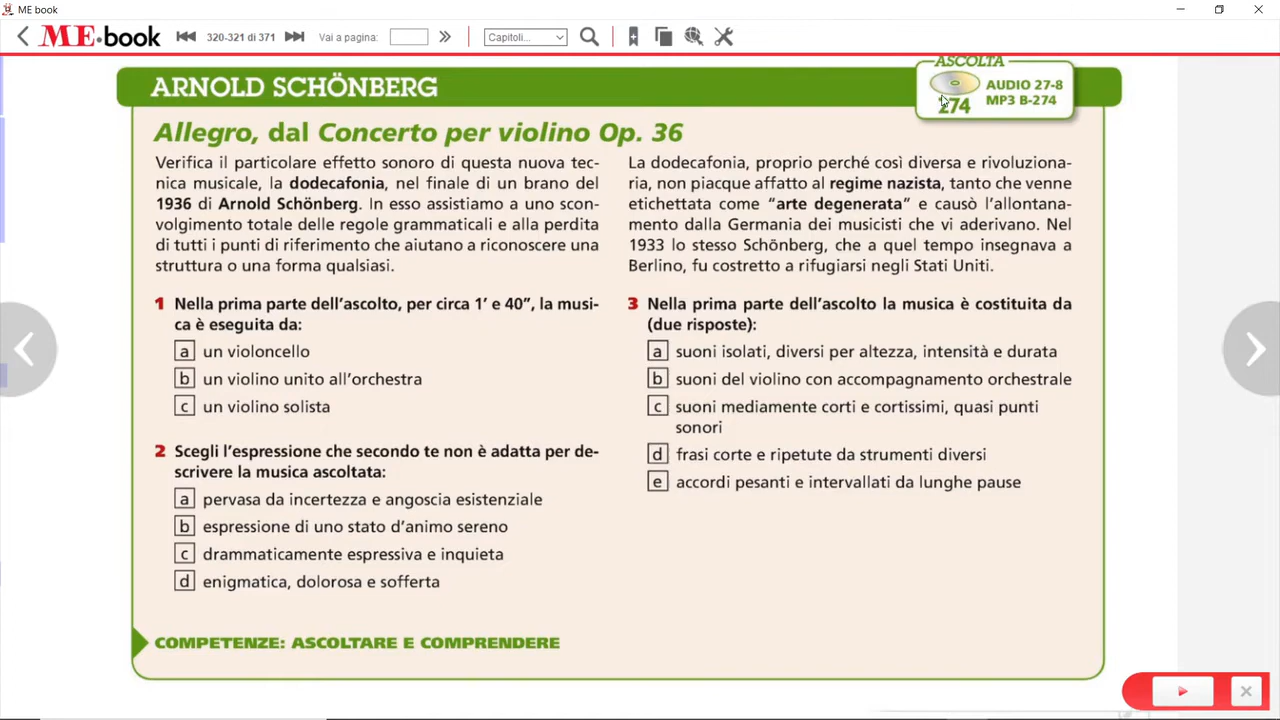 ME book
ME•book
320-321 di 371
Vai a pagina:
Capitoli...
ARNOLD SCHÖNBERG
ASCOLTA
274
AUDIO 27-8
MP3 B-274
Allegro, dal Concerto per violino Op. 36
Verifica il particolare effetto sonoro di questa nuova tec-
nica musicale, la dodecafonia, nel finale di un brano del
1936 di Arnold Schönberg. In esso assistiamo a uno scon-
volgimento totale delle regole grammaticali e alla perdita
di tutti i punti di riferimento che aiutano a riconoscere una
struttura o una forma qualsiasi.
1 Nella prima parte dell'ascolto, per circa 1' e 40", la musi-
ca è eseguita da:
a un violoncello
b un violino unito all'orchestra
c un violino solista
2 Scegli l'espressione che secondo te non è adatta per de-
scrivere la musica ascoltata:
a pervasa da incertezza e angoscia esistenziale
b espressione di uno stato d'animo sereno
c drammaticamente espressiva e inquieta
d enigmatica, dolorosa e sofferta
La dodecafonia, proprio perché così diversa e rivoluziona-
ria, non piacque affatto al regime nazista, tanto che venne
etichettata come "arte degenerata" e causò l'allontana-
mento dalla Germania dei musicisti che vi aderivano. Nel
1933 lo stesso Schönberg, che a quel tempo insegnava a
Berlino, fu costretto a rifugiarsi negli Stati Uniti.
3 Nella prima parte dell'ascolto la musica è costituita da
(due risposte):
a suoni isolati, diversi per altezza, intensità e durata
b suoni del violino con accompagnamento orchestrale
c suoni mediamente corti e cortissimi, quasi punti
sonori
d frasi corte e ripetute da strumenti diversi
e accordi pesanti e intervallati da lunghe pause
COMPETENZE: ASCOLTARE E COMPRENDERE